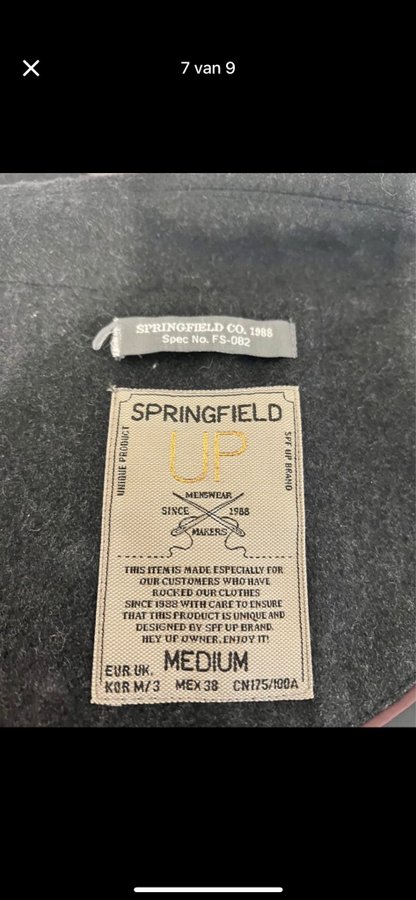 7 van 9
SPRINGFIELD CO. 1988
Spec No. FS-082
SPRINGFIELD
UP
UNIQUE PRODUCT
SPF UP BRAND
MENSWEAR
SINCE 1988
MAKERS
THIS ITEM IS MADE ESPECIALLY FOR
OUR CUSTOMERS WHO HAVE
ROCKED OUR CLOTHES
SINCE 1988 WITH CARE TO ENSURE
THAT THIS PRODUCT IS UNIQUE AND
DESIGNED BY SPF UP BRAND.
HEY UP OWNER, ENJOY IT!
EUR UK. MEDIUM
KOR M/3 MEX 38 CN175/100A